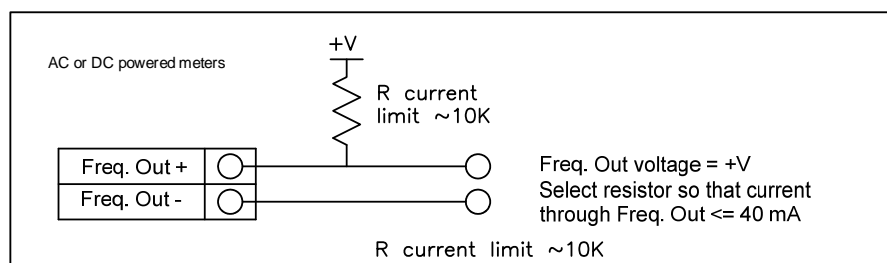 AC or DC powered meters
+V
R current
limit ~10K
Freq. Out +
Freq. Out -
Freq. Out voltage = +V
Select resistor so that current
through Freq. Out <= 40 mA
R current limit ~10K